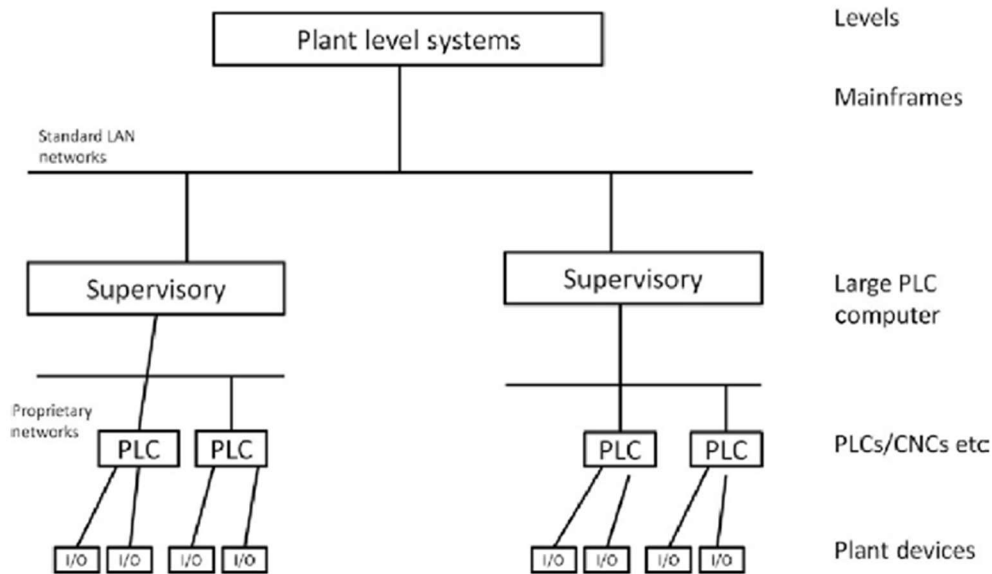 Plant level systems
Levels
Mainframes
Standard LAN
networks
Supervisory
Supervisory
Large PLC
computer
Proprietary
networks
PLC
PLC
PLC
PLC
PLCs/CNCs etc
I/O
I/O
I/O
I/O
I/O
I/O
I/O
I/O
Plant devices